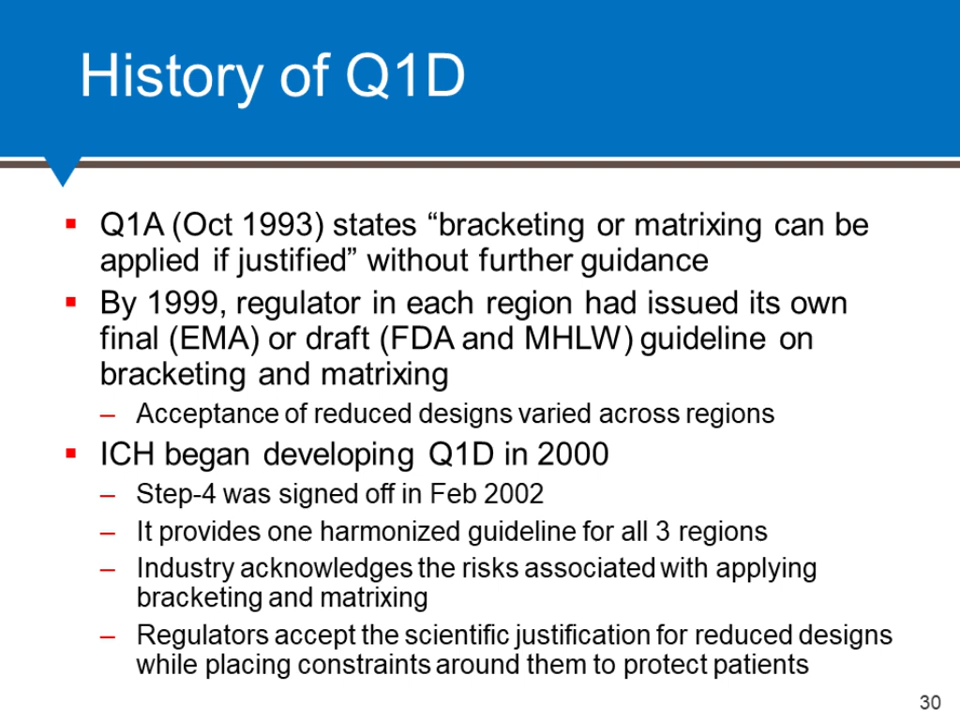 History of Q1D
▪ Q1A (Oct 1993) states “bracketing or matrixing can be
applied if justified” without further guidance
▪ By 1999, regulator in each region had issued its own
final (EMA) or draft (FDA and MHLW) guideline on
bracketing and matrixing
– Acceptance of reduced designs varied across regions
▪ ICH began developing Q1D in 2000
– Step-4 was signed off in Feb 2002
– It provides one harmonized guideline for all 3 regions
– Industry acknowledges the risks associated with applying
bracketing and matrixing
– Regulators accept the scientific justification for reduced designs
while placing constraints around them to protect patients
30